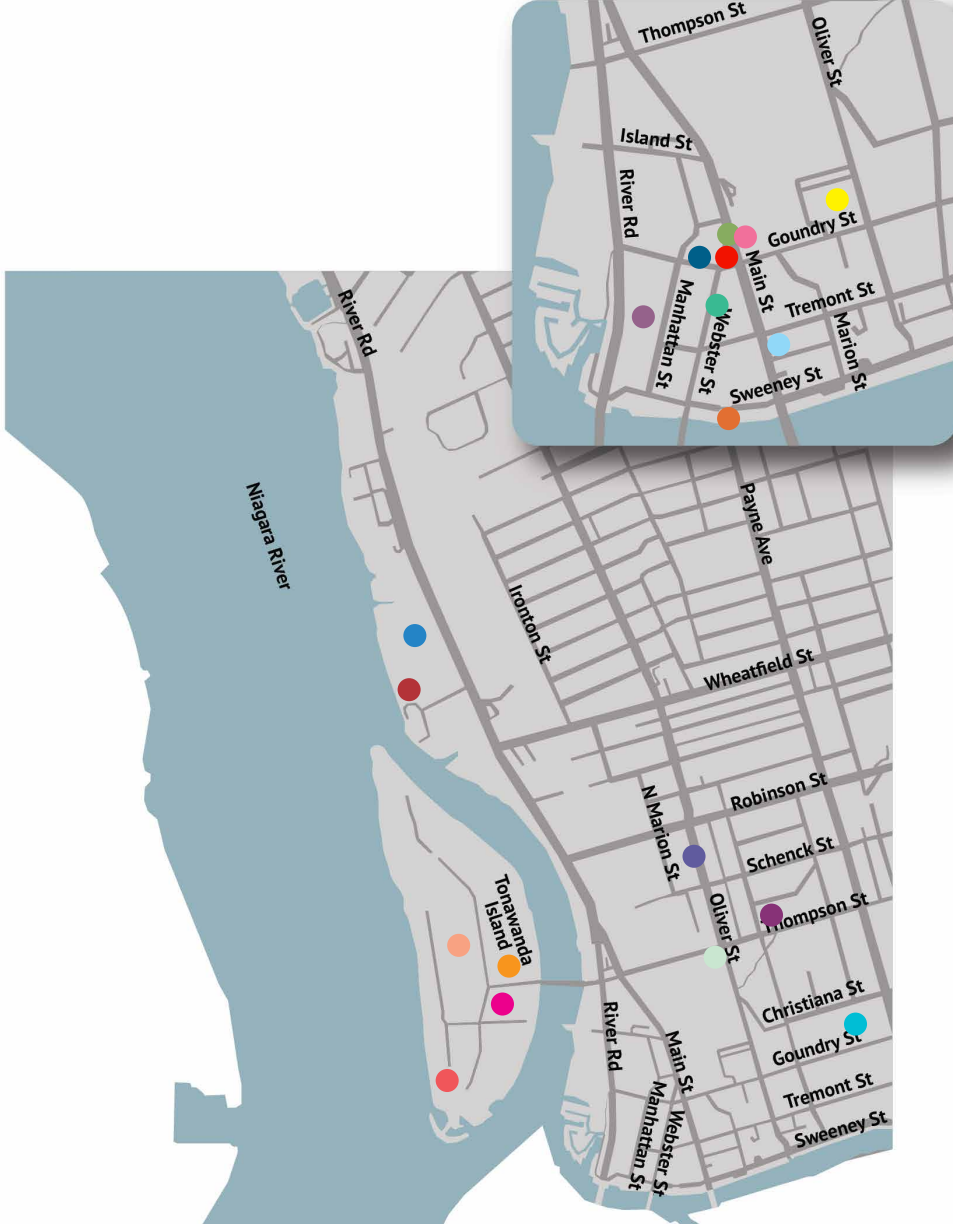 Thompson St
Oliver St
Island St
River Rd
Goundry St
Main St
Manhattan St
Webster St
Tremont St
Marion St
Sweeney St
River Rd
Niagara River
Payne Ave
Ironton St
Wheatfield St
N Marion St
Robinson St
Schenck St
Oliver St
Thompson St
Tonawanda
Island
Christiana St
River Rd
Main St
Goundry St
Manhattan St
Webster St
Tremont St
Sweeney St